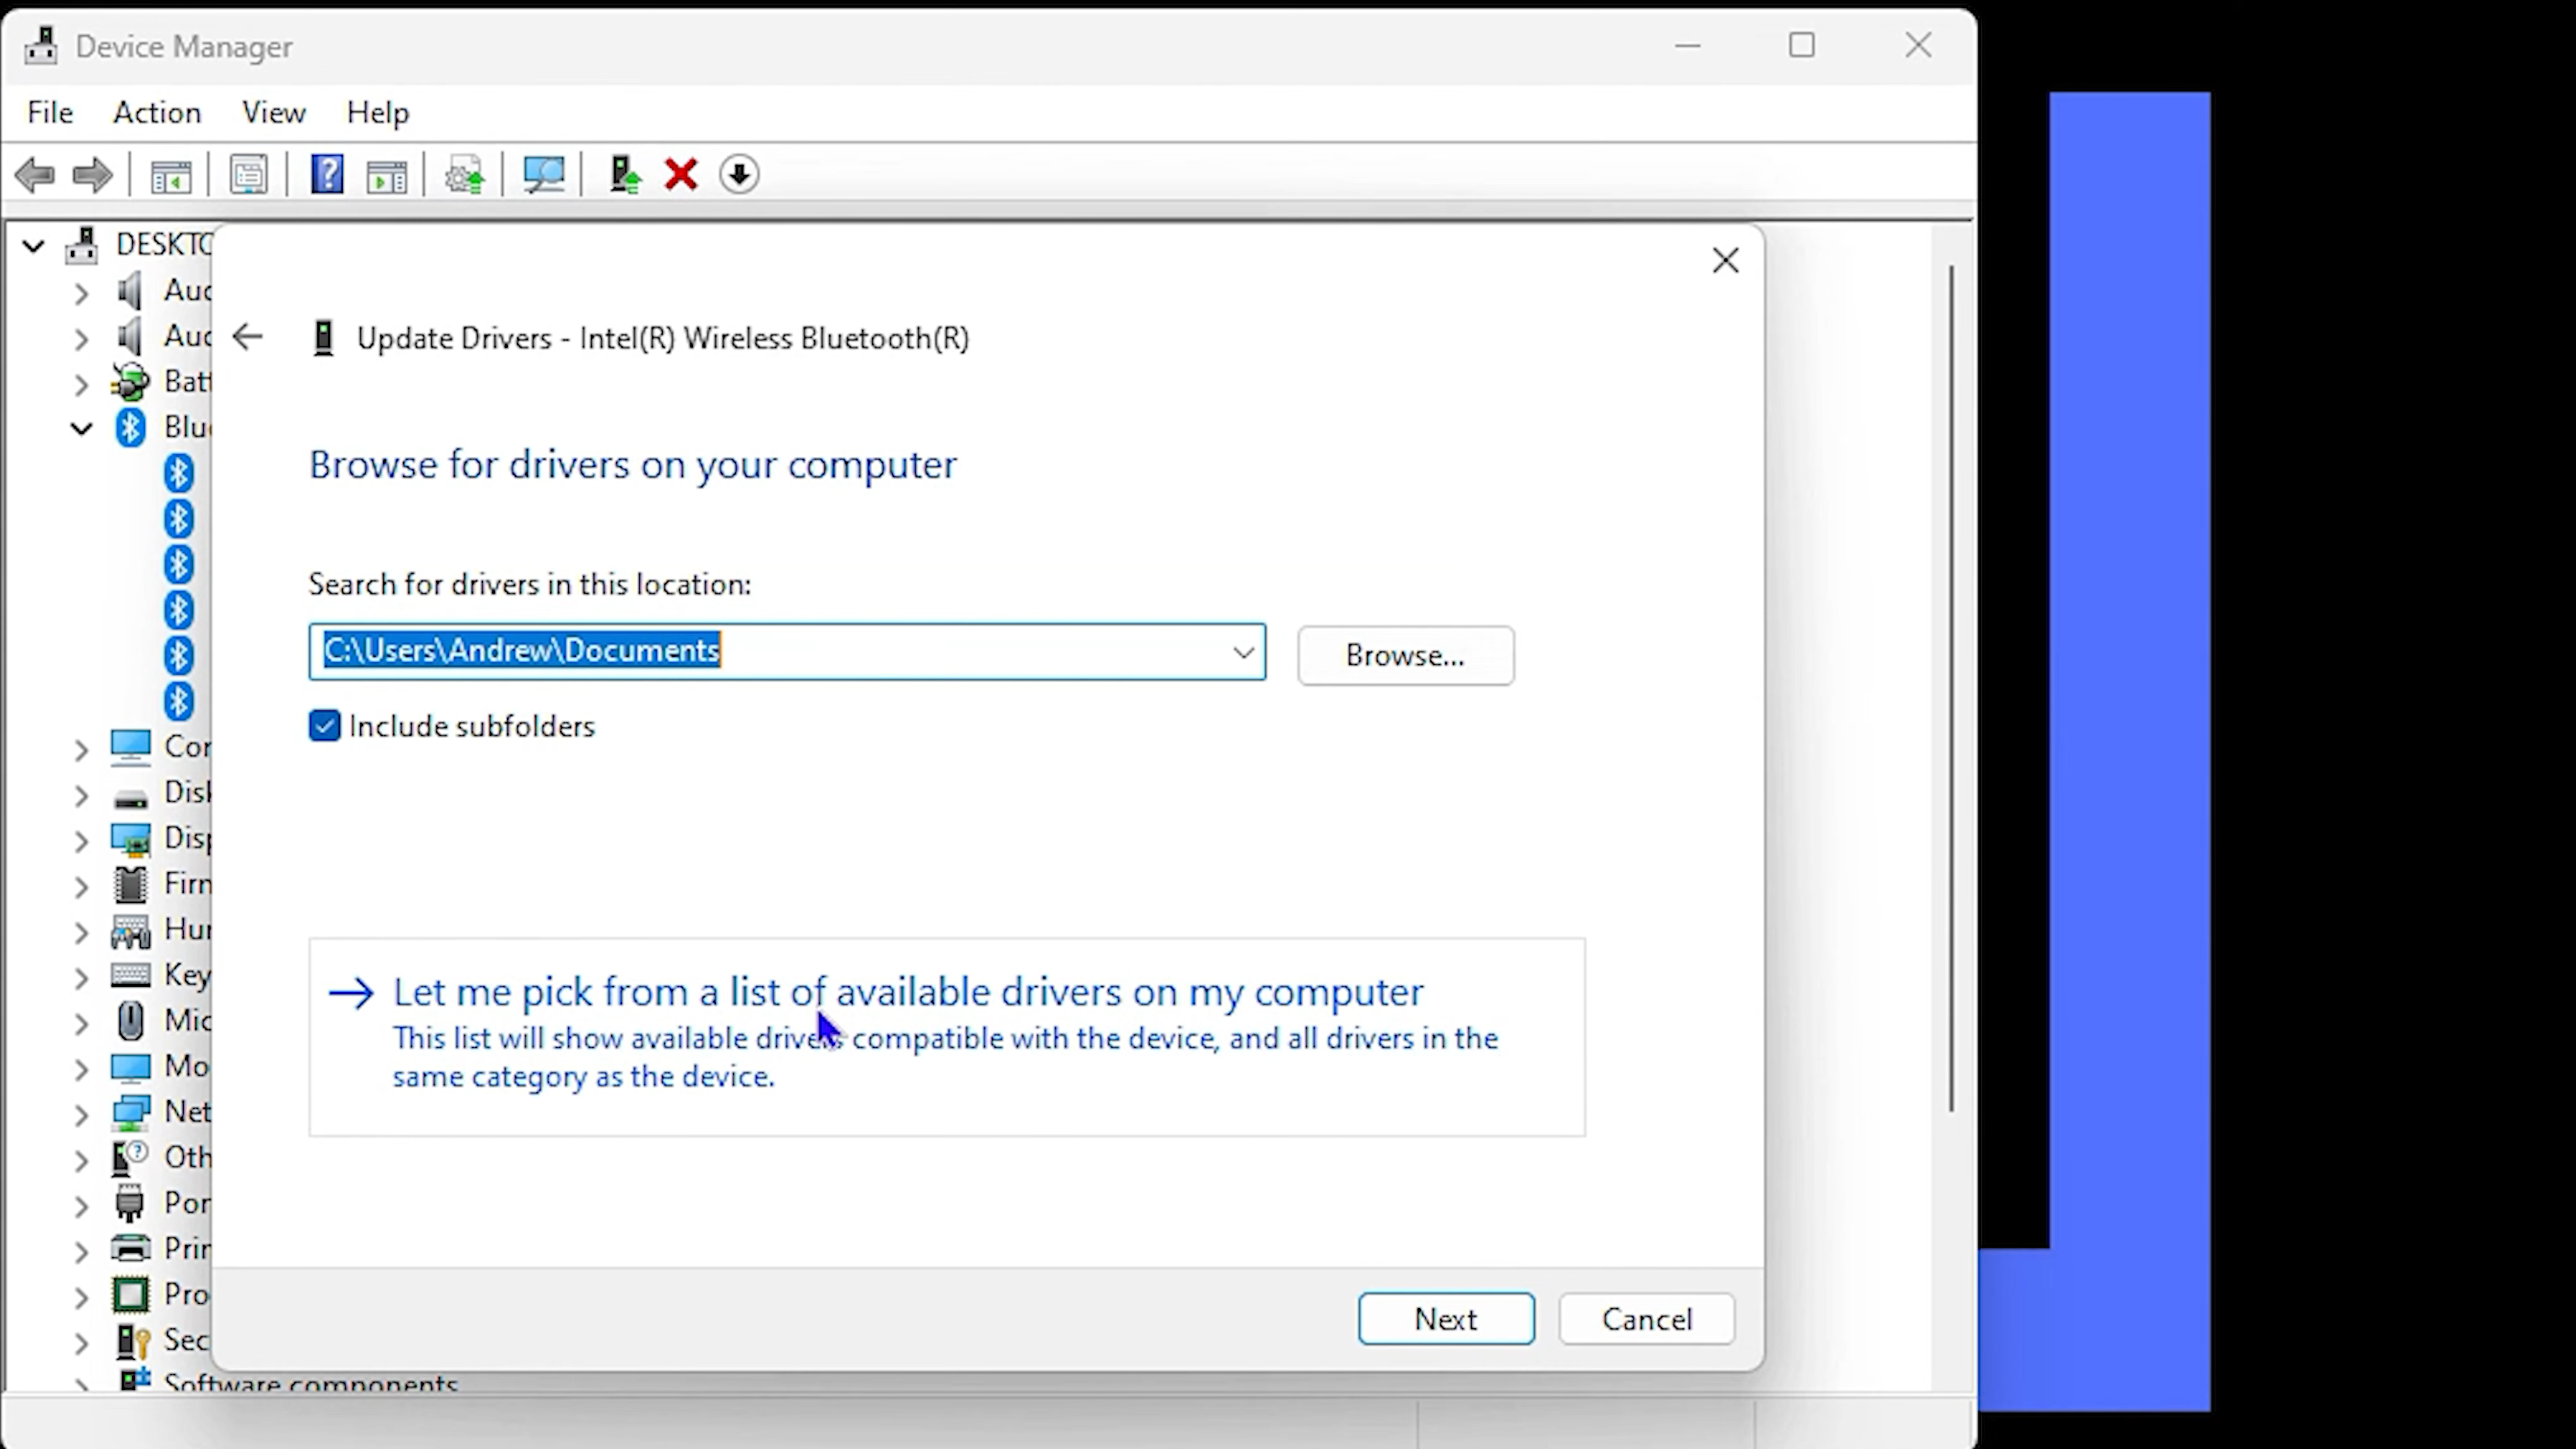 Device Manager
File Action View Help
DESKTO
Aud
Aud
Batt
Blue
Update Drivers - Intel(R) Wireless Bluetooth(R)
Browse for drivers on your computer
Search for drivers in this location:
C:\Users\Andrew\Documents
Browse...
Include subfolders
Cor
Disk
Disp
Firn
Hur
Key
Mic
Mo
Net
Oth
Por
Prin
Pro
Sec
Software components
Let me pick from a list of available drivers on my computer
This list will show available drivers compatible with the device, and all drivers in the
same category as the device.
Next
Cancel